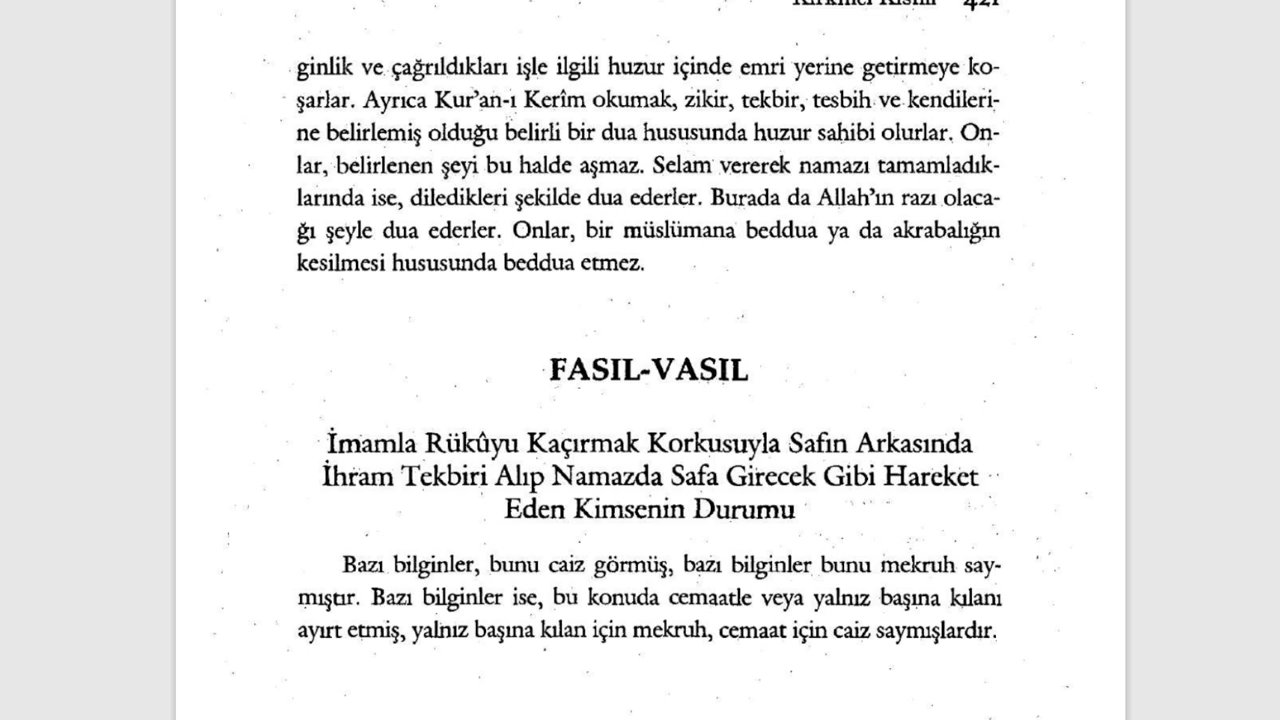 Kırkıncı Kısım 421
ginlik ve çağrıldıkları işle ilgili huzur içinde emri yerine getirmeye ko-
şarlar. Ayrıca Kur'an-ı Kerîm okumak, zikir, tekbir, tesbih ve kendileri-
ne belirlemiş olduğu belirli bir dua hususunda huzur sahibi olurlar. On-
lar, belirlenen şeyi bu halde aşmaz. Selam vererek namazı tamamladık-
larında ise, diledikleri şekilde dua ederler. Burada da Allah'ın razı olaca-
ğı şeyle dua ederler. Onlar, bir müslümana beddua ya da akrabalığın
kesilmesi hususunda beddua etmez.
FASIL-VASIL
İmamla Rükûyu Kaçırmak Korkusuyla Safın Arkasında
İhram Tekbiri Alıp Namazda Safa Girecek Gibi Hareket
Eden Kimsenin Durumu
Bazı bilginler, bunu caiz görmüş, bazı bilginler bunu mekruh say-
mıştır. Bazı bilginler ise, bu konuda cemaatle veya yalnız başına kılanı
ayırt etmiş, yalnız başına kılan için mekruh, cemaat için caiz saymışlardır.